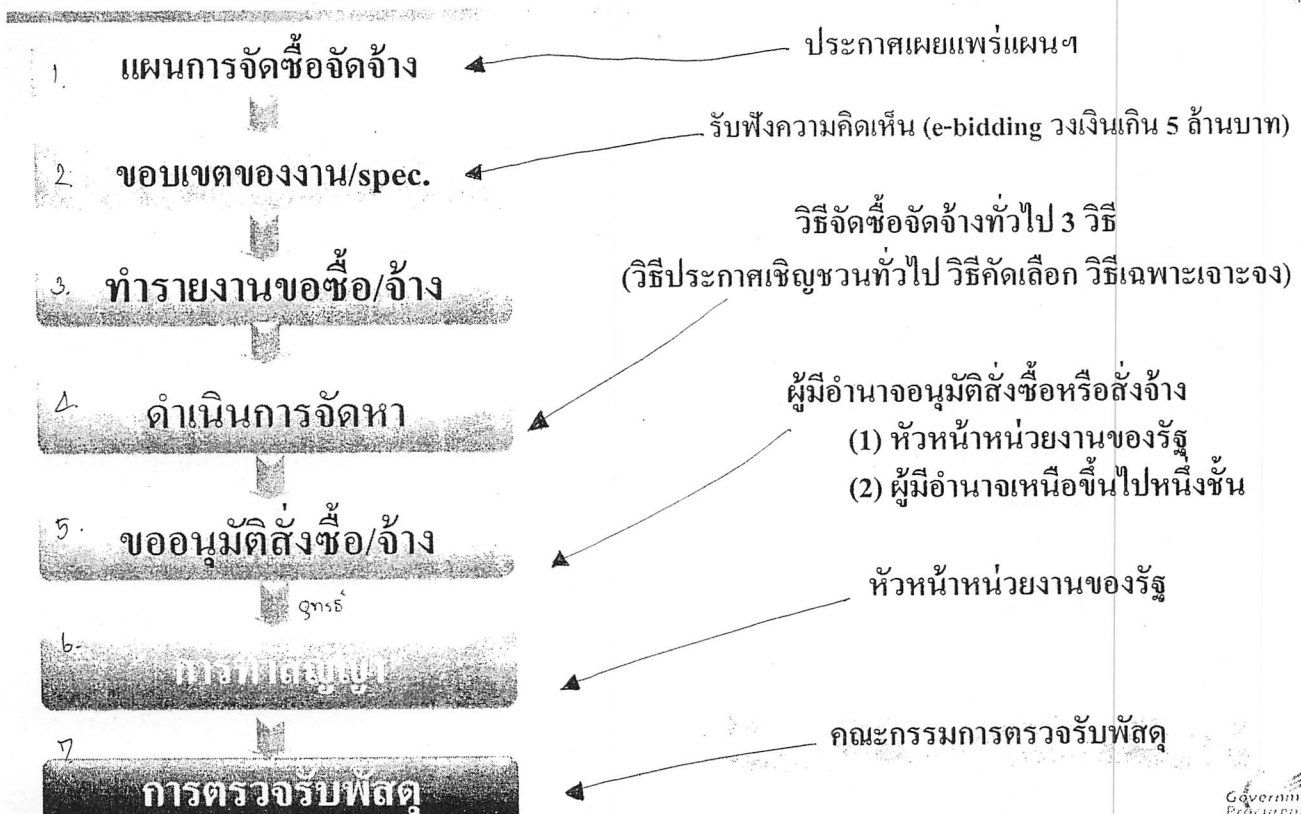 ประกาศเผยแพร่แผนฯ
1. แผนการจัดซื้อจัดจ้าง
รับฟังความคิดเห็น (e-bidding วงเงินเกิน 5 ล้านบาท)
2. ขอบเขตของงาน/spec.
วิธีจัดซื้อจัดจ้างทั่วไป 3 วิธี
(วิธีประกาศเชิญชวนทั่วไป วิธีคัดเลือก วิธีเฉพาะเจาะจง)
3. ทำรายงานขอซื้อ/จ้าง
4. ดำเนินการจัดหา
ผู้มีอำนาจอนุมัติสั่งซื้อหรือสั่งจ้าง
(1) หัวหน้าหน่วยงานของรัฐ
(2) ผู้มีอำนาจเหนือขึ้นไปหนึ่งชั้น
5. ขออนุมัติสั่งซื้อ/จ้าง
อุทธรณ์
หัวหน้าหน่วยงานของรัฐ
6. การทำสัญญา
คณะกรรมการตรวจรับพัสดุ
7 การตรวจรับพัสดุ